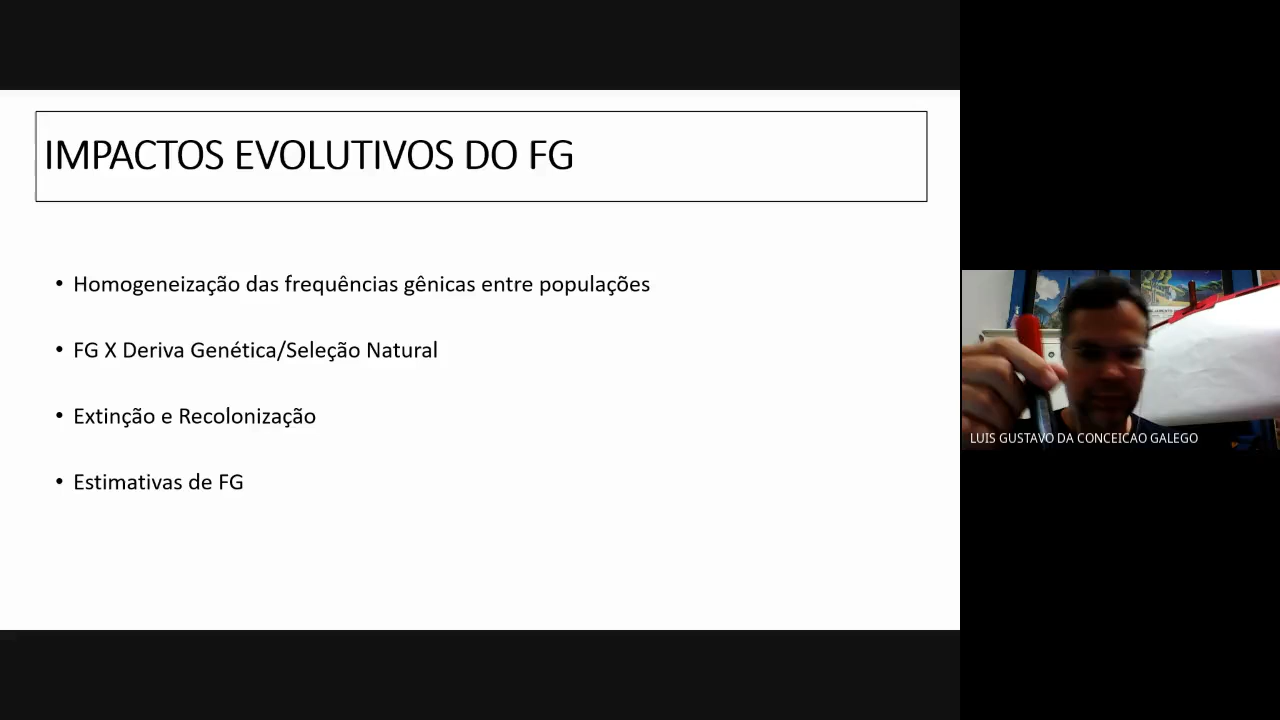 IMPACTOS EVOLUTIVOS DO FG
• Homogeneização das frequências gênicas entre populações
• FG X Deriva Genética/Seleção Natural
• Extinção e Recolonização
• Estimativas de FG
LUIS GUSTAVO DA CONCEICAO GALEGO